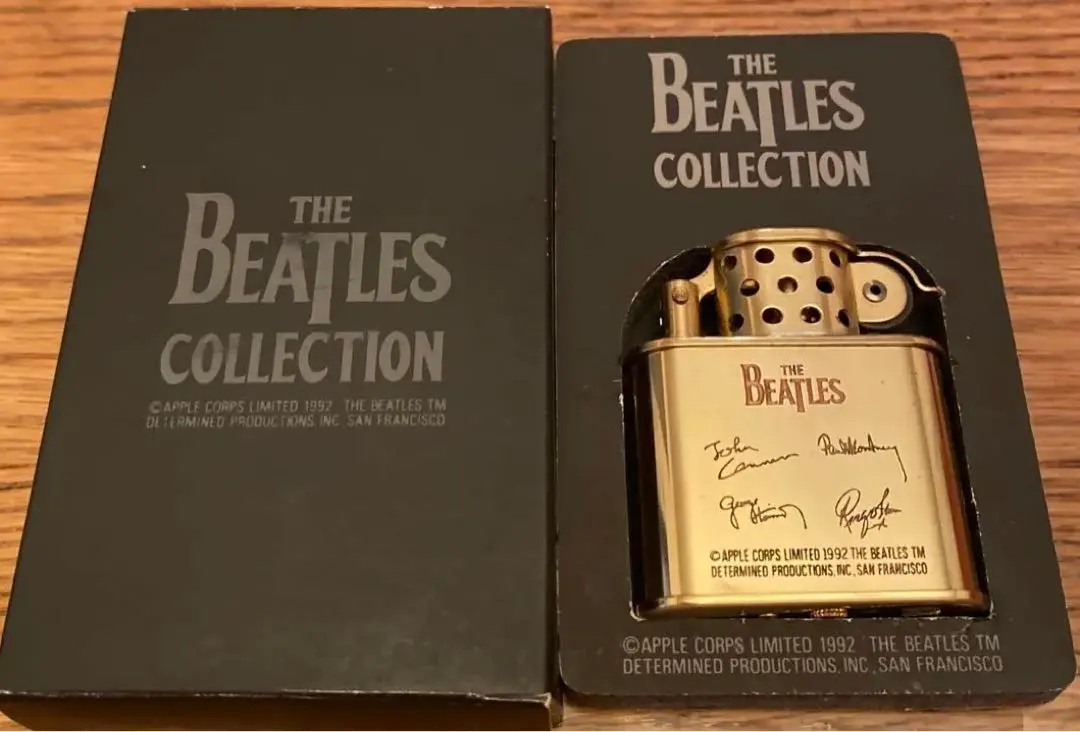 THE
BEATLES
COLLECTION
©APPLE CORPS LIMITED 1992 THE BEATLES TM
DETERMINED PRODUCTIONS, INC. SAN FRANCISCO
THE
BEATLES
COLLECTION
THE
BEATLES
John Lennon
Paul McCartney
George Harrison
Ringo Starr
©APPLE CORPS LIMITED 1992 THE BEATLES TM
DETERMINED PRODUCTIONS, INC., SAN FRANCISCO
©APPLE CORPS LIMITED 1992 THE BEATLES TM
DETERMINED PRODUCTIONS, INC., SAN FRANCISCO